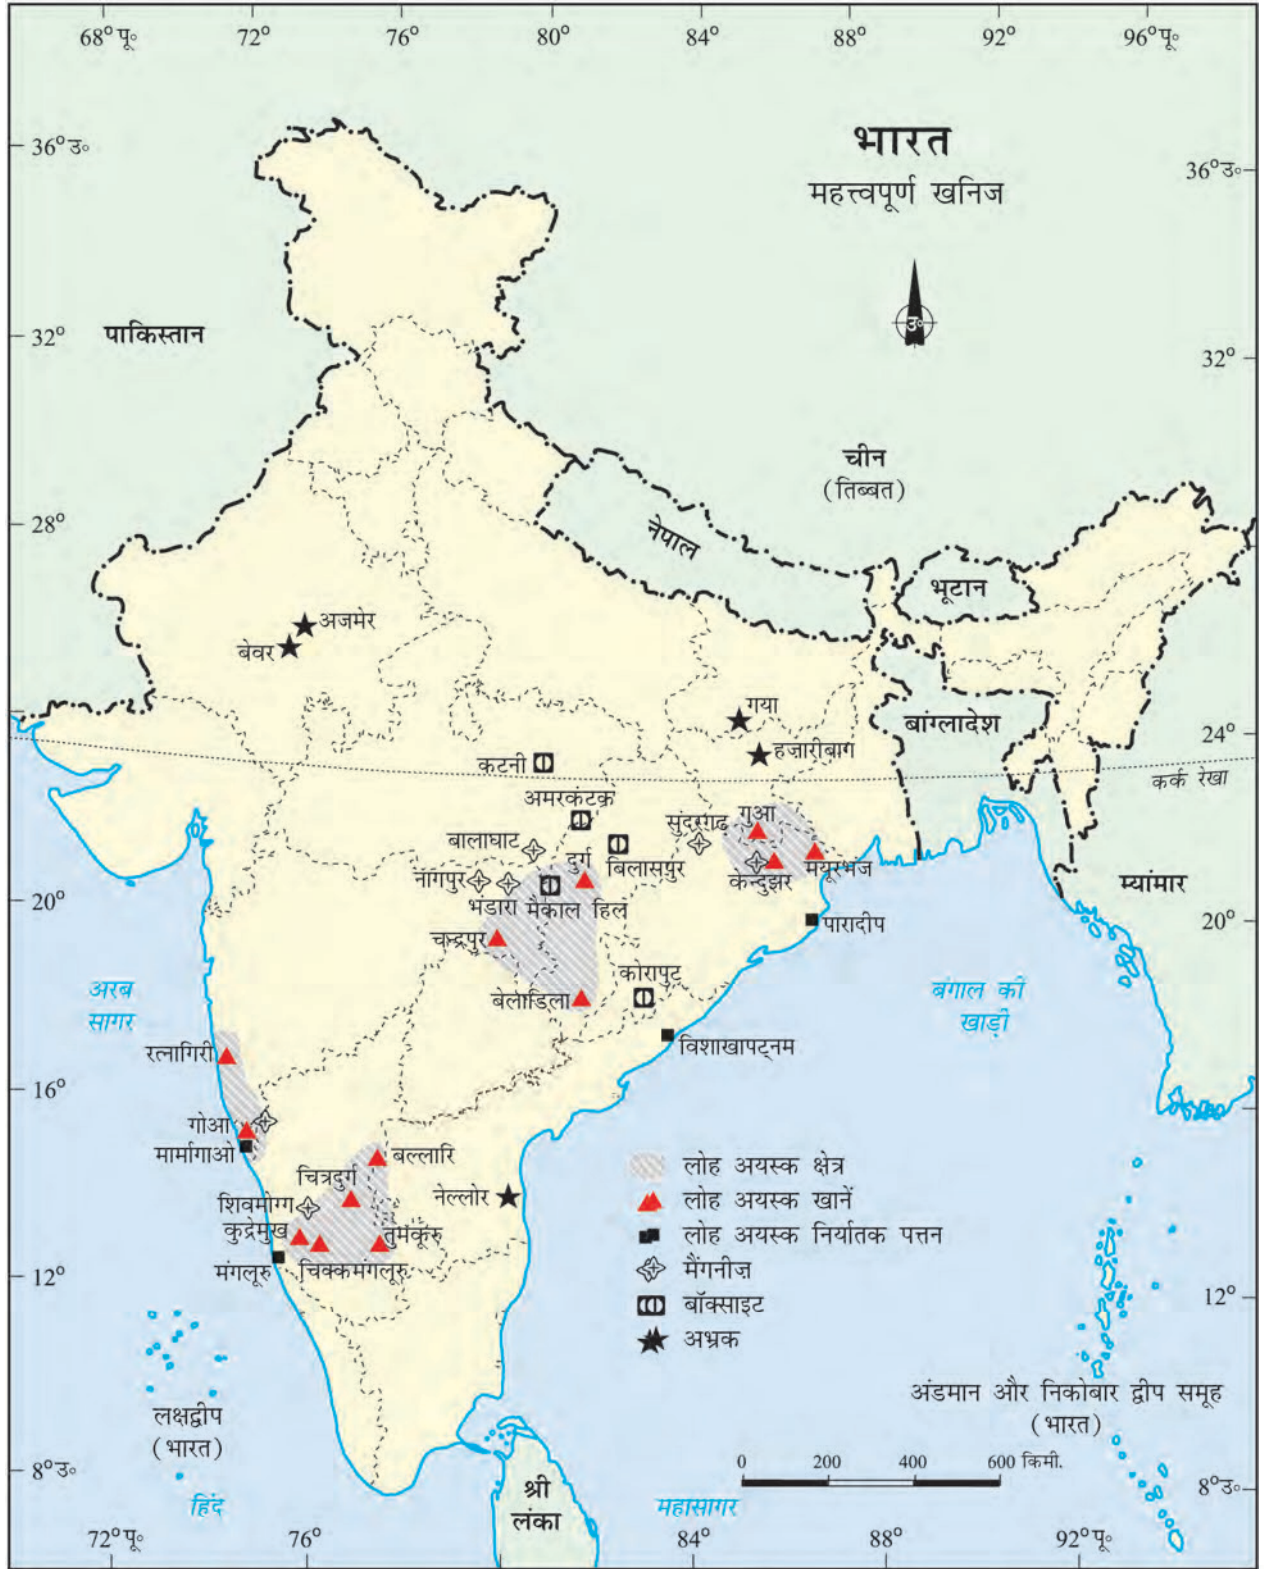 68° पू॰ 72° 76° 80° 84° 88° 92° 96° पू॰
भारत
महत्त्वपूर्ण खनिज
36° उ॰
36° उ॰
उ॰
पाकिस्तान
32°
32°
चीन
(तिब्बत)
28°
28°
नेपाल
भूटान
अजमेर
बेवर
गया
बांग्लादेश
24°
24°
हज़ारीबाग
कटनी
कर्क रेखा
अमरकंटक
सुंदरगढ़
गुआ
बालाघाट
दुर्ग
बिलासपुर
मयूरभंज
नागपुर
केन्दुझर
म्यांमार
20°
भंडारा
मैकाल हिल
20°
पारादीप
चन्द्रपुर
कोरापुट
बेलाडिला
अरब
सागर
बंगाल की
खाड़ी
विशाखापट्नम
रत्नागिरी
16°
16°
गोआ
मार्मागाओ
बल्लारि
चित्रदुर्ग
शिवमोग्ग
नेल्लोर
कुद्रेमुख
तुमकूरु
मंगलूरु
चिक्कमंगलूरु
लोह अयस्क क्षेत्र
लोह अयस्क खानें
लोह अयस्क निर्यातक पत्तन
मैंगनीज़
बॉक्साइट
अभ्रक
12°
12°
लक्षद्वीप
(भारत)
अंडमान और निकोबार द्वीप समूह
(भारत)
0 200 400 600 किमी.
8° उ॰
8° उ॰
श्री
लंका
हिंद
महासागर
72° पू॰ 76° 84° 88° 92° पू॰